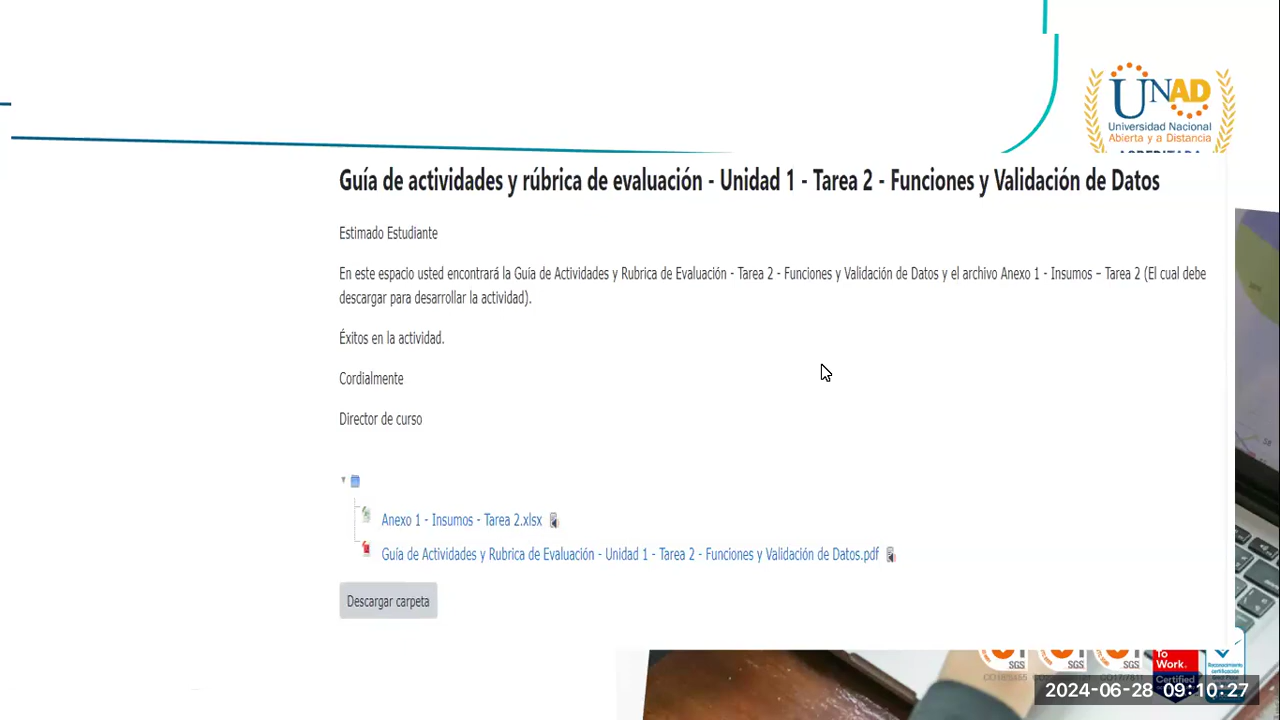 UNAD
Universidad Nacional
Abierta y a Distancia
ACREDITADA
Guía de actividades y rúbrica de evaluación - Unidad 1 - Tarea 2 - Funciones y Validación de Datos
Estimado Estudiante
En este espacio usted encontrará la Guía de Actividades y Rubrica de Evaluación - Tarea 2 - Funciones y Validación de Datos y el archivo Anexo 1 - Insumos – Tarea 2 (El cual debe
descargar para desarrollar la actividad).
Éxitos en la actividad.
Cordialmente
Director de curso
Anexo 1 - Insumos - Tarea 2.xlsx
Guía de Actividades y Rubrica de Evaluación - Unidad 1 - Tarea 2 - Funciones y Validación de Datos.pdf
Descargar carpeta
SGS SGS SGS
To
Work.
Certified
2024-06-28 09:10:27